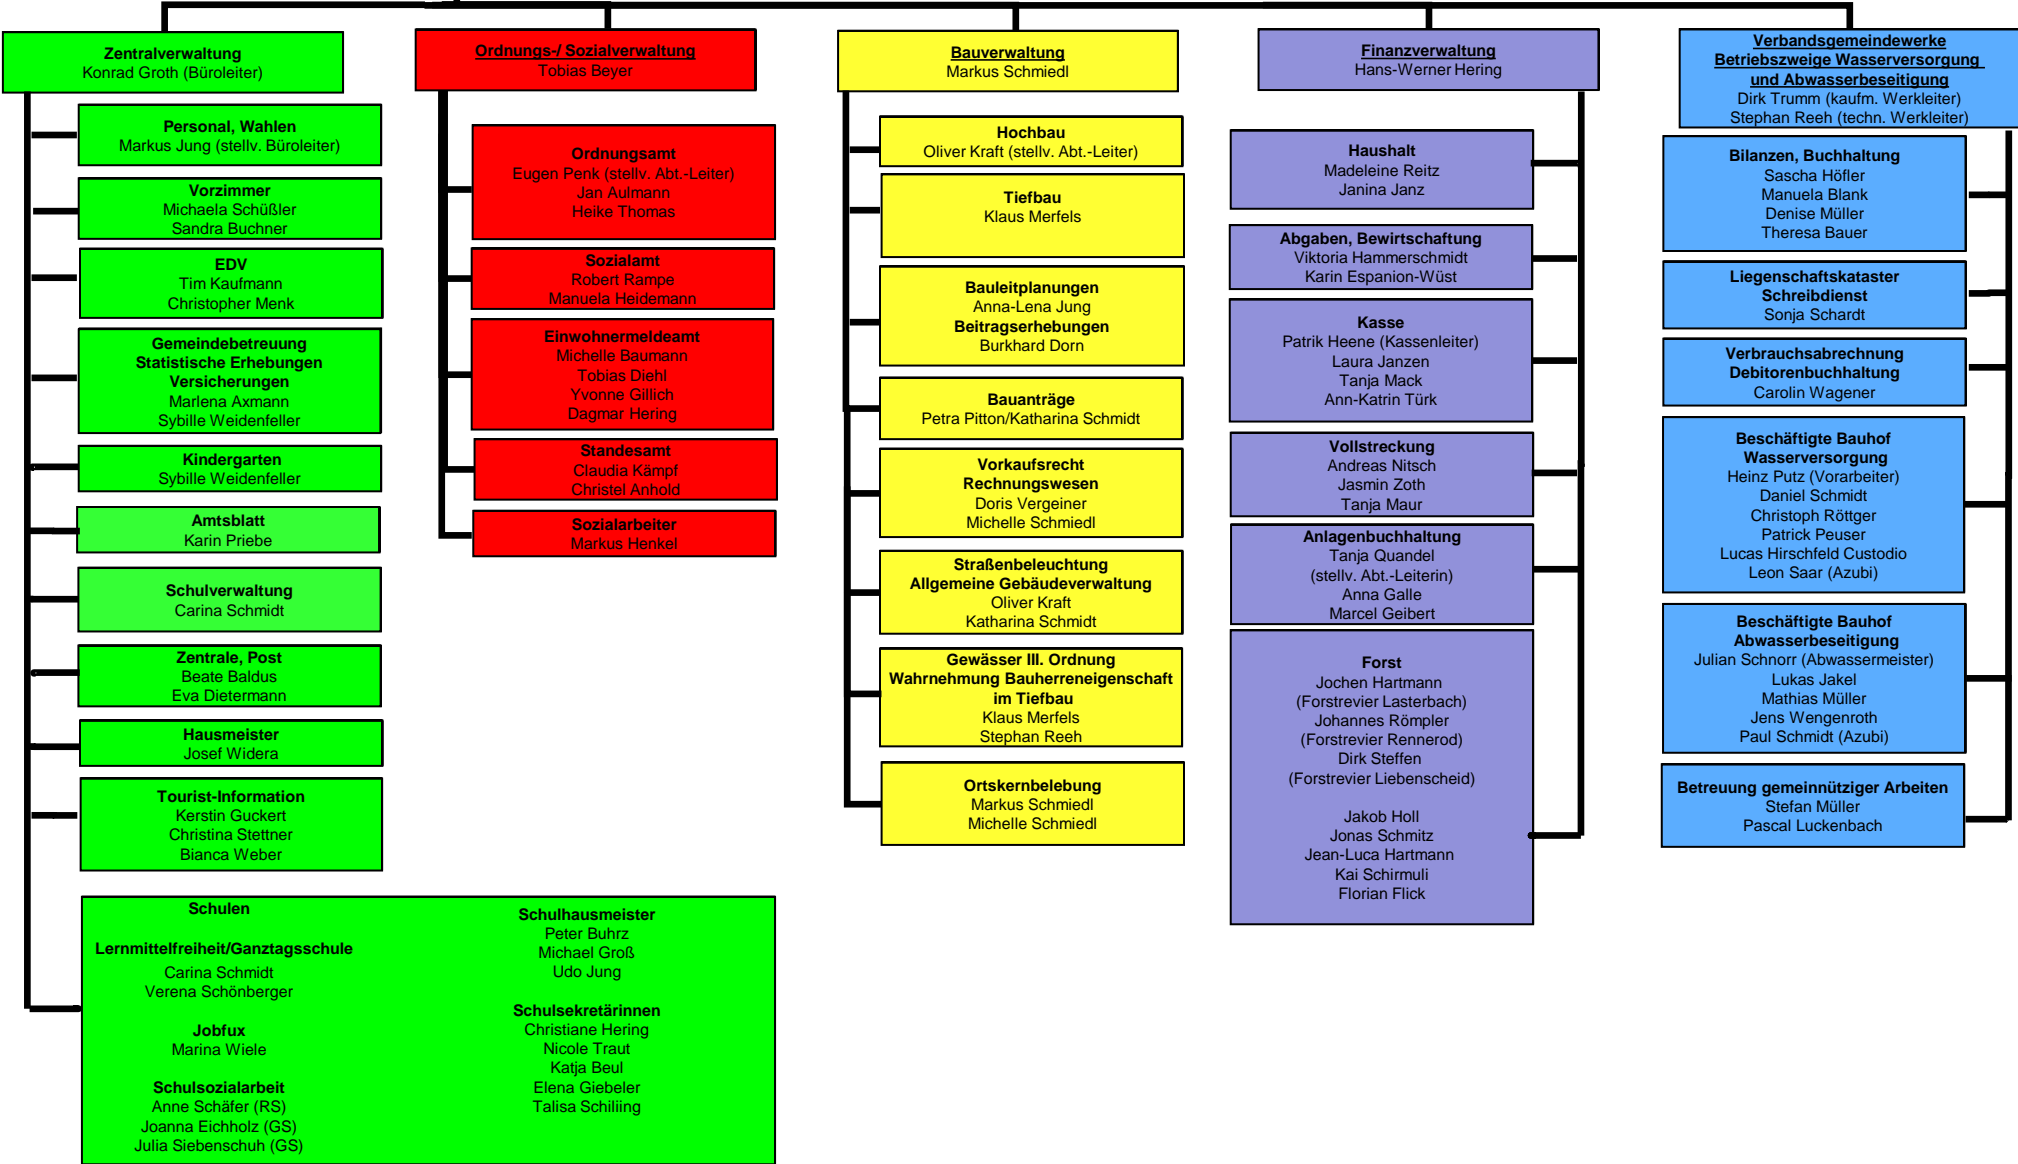 Zentralverwaltung
Konrad Groth (Büroleiter)
Personal, Wahlen
Markus Jung (stellv. Büroleiter)
Vorzimmer
Michaela Schüßler
Sandra Buchner
EDV
Tim Kaufmann
Christopher Menk
Gemeindebetreuung
Statistische Erhebungen
Versicherungen
Marlena Axmann
Sybille Weidenfeller
Kindergarten
Sybille Weidenfeller
Amtsblatt
Karin Priebe
Schulverwaltung
Carina Schmidt
Zentrale, Post
Beate Baldus
Eva Dietermann
Hausmeister
Josef Widera
Tourist-Information
Kerstin Guckert
Christina Stettner
Bianca Weber
Schulen
Lernmittelfreiheit/Ganztagsschule
Carina Schmidt
Verena Schönberger
Jobfux
Marina Wiele
Schulsozialarbeit
Anne Schäfer (RS)
Joanna Eichholz (GS)
Julia Siebenschuh (GS)
Schulhausmeister
Peter Buhrz
Michael Groß
Udo Jung
Schulsekretärinnen
Christiane Hering
Nicole Traut
Katja Beul
Elena Giebeler
Talisa Schiliing
Ordnungs-/ Sozialverwaltung
Tobias Beyer
Ordnungsamt
Eugen Penk (stellv. Abt.-Leiter)
Jan Aulmann
Heike Thomas
Sozialamt
Robert Rampe
Manuela Heidemann
Einwohnermeldeamt
Michelle Baumann
Tobias Diehl
Yvonne Gillich
Dagmar Hering
Standesamt
Claudia Kämpf
Christel Anhold
Sozialarbeiter
Markus Henkel
Bauverwaltung
Markus Schmiedl
Hochbau
Oliver Kraft (stellv. Abt.-Leiter)
Tiefbau
Klaus Merfels
Bauleitplanungen
Anna-Lena Jung
Beitragserhebungen
Burkhard Dorn
Bauanträge
Petra Pitton/Katharina Schmidt
Vorkaufsrecht
Rechnungswesen
Doris Vergeiner
Michelle Schmiedl
Straßenbeleuchtung
Allgemeine Gebäudeverwaltung
Oliver Kraft
Katharina Schmidt
Gewässer III. Ordnung
Wahrnehmung Bauherreneigenschaft
im Tiefbau
Klaus Merfels
Stephan Reeh
Ortskernbelebung
Markus Schmiedl
Michelle Schmiedl
Finanzverwaltung
Hans-Werner Hering
Haushalt
Madeleine Reitz
Janina Janz
Abgaben, Bewirtschaftung
Viktoria Hammerschmidt
Karin Espanion-Wüst
Kasse
Patrik Heene (Kassenleiter)
Laura Janzen
Tanja Mack
Ann-Katrin Türk
Vollstreckung
Andreas Nitsch
Jasmin Zoth
Tanja Maur
Anlagenbuchhaltung
Tanja Quandel
(stellv. Abt.-Leiterin)
Anna Galle
Marcel Geibert
Forst
Jochen Hartmann
(Forstrevier Lasterbach)
Johannes Römpler
(Forstrevier Rennerod)
Dirk Steffen
(Forstrevier Liebenscheid)
Jakob Holl
Jonas Schmitz
Jean-Luca Hartmann
Kai Schirmuli
Florian Flick
Verbandsgemeindewerke
Betriebszweige Wasserversorgung
und Abwasserbeseitigung
Dirk Trumm (kaufm. Werkleiter)
Stephan Reeh (techn. Werkleiter)
Bilanzen, Buchhaltung
Sascha Höfler
Manuela Blank
Denise Müller
Theresa Bauer
Liegenschaftskataster
Schreibdienst
Sonja Schardt
Verbrauchsabrechnung
Debitorenbuchhaltung
Carolin Wagener
Beschäftigte Bauhof
Wasserversorgung
Heinz Putz (Vorarbeiter)
Daniel Schmidt
Christoph Röttger
Patrick Peuser
Lucas Hirschfeld Custodio
Leon Saar (Azubi)
Beschäftigte Bauhof
Abwasserbeseitigung
Julian Schnorr (Abwassermeister)
Lukas Jakel
Mathias Müller
Jens Wengenroth
Paul Schmidt (Azubi)
Betreuung gemeinnütziger Arbeiten
Stefan Müller
Pascal Luckenbach